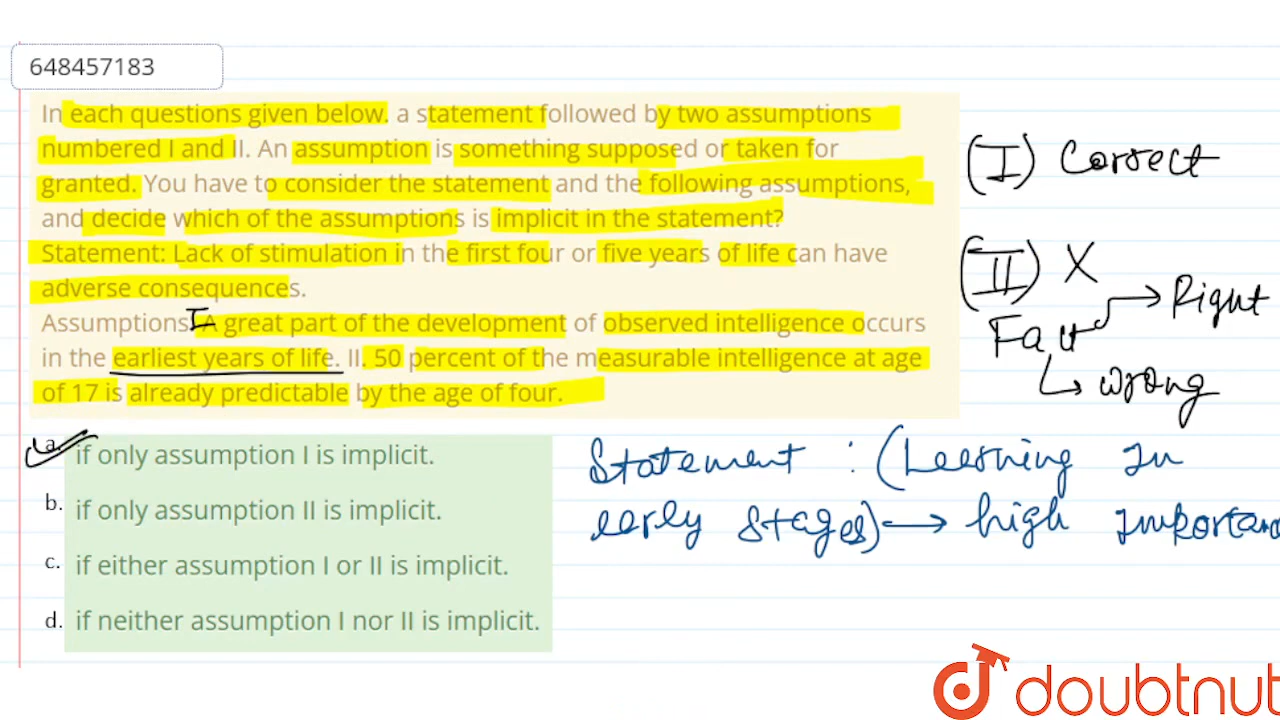 648457183
In each questions given below. a statement followed by two assumptions
numbered I and II. An assumption is something supposed or taken for
granted. You have to consider the statement and the following assumptions,
and decide which of the assumptions is implicit in the statement?
Statement: Lack of stimulation in the first four or five years of life can have
adverse consequences.
Assumptions I A great part of the development of observed intelligence occurs
in the earliest years of life. II. 50 percent of the measurable intelligence at age
of 17 is already predictable by the age of four.
a. if only assumption I is implicit.
b. if only assumption II is implicit.
c. if either assumption I or II is implicit.
d. if neither assumption I nor II is implicit.
(I) Correct
(II) X
Fact → Right
↳ wrong
Statement : (Leerning In
eerly stages) → high Importanc
doubtnut